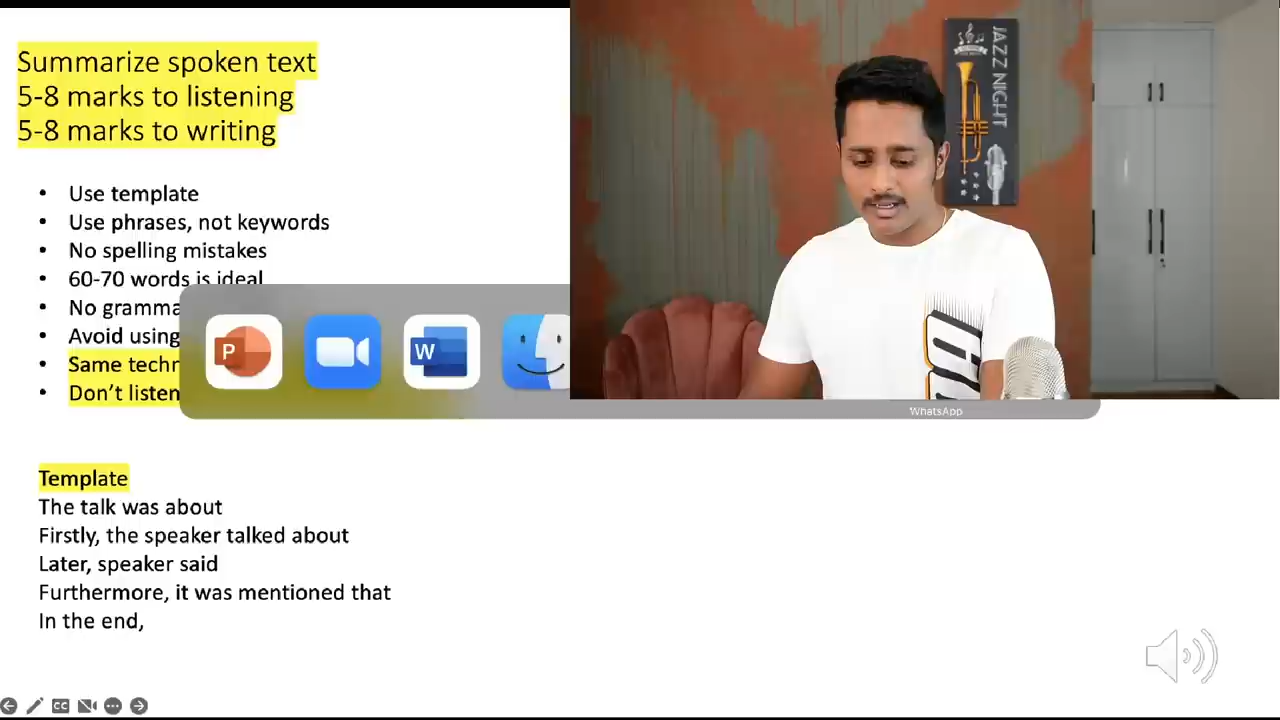 Summarize spoken text
5-8 marks to listening
5-8 marks to writing
• Use template
• Use phrases, not keywords
• No spelling mistakes
• 60-70 words is ideal
• No gramma
• Avoid using
• Same techn
• Don't listen
P
W
WhatsApp
JAZZ NIGHT
Template
The talk was about
Firstly, the speaker talked about
Later, speaker said
Furthermore, it was mentioned that
In the end,
CC